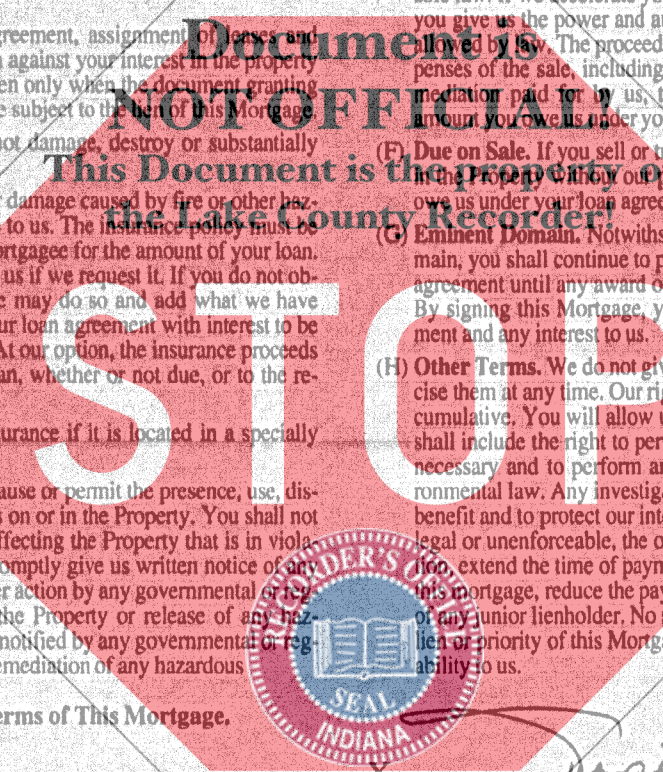 Document is
NOT OFFICIAL!
This Document is the property o
the Lake County Recorder!
STOP
greement, assignment of leases and
n against your interest in the property
en only when the document granting
e subject to the lien of this Mortgage.
not damage, destroy or substantially
r damage caused by fire or other haz-
to us. The insurance policy must be
ortgagee for the amount of your loan.
us if we request it. If you do not ob-
e may do so and add what we have
ur loan agreement with interest to be
At our option, the insurance proceeds
an, whether or not due, or to the re-
surance if it is located in a specially
ause or permit the presence, use, dis-
s on or in the Property. You shall not
ffecting the Property that is in viola-
omptly give us written notice of any
er action by any governmental or reg-
the Property or release of any haz-
notified by any governmental or reg-
emediation of any hazardous
erms of This Mortgage.
you give us the power and a
allowed by law. The proceed
penses of the sale, including
mediation paid for by us, t
amount you owe us under yo
(F) Due on Sale. If you sell or t
in the Property without our
owe us under your loan agree
(G) Eminent Domain. Notwiths
main, you shall continue to p
agreement until any award o
By signing this Mortgage, y
ment and any interest to us.
(H) Other Terms. We do not giv
cise them at any time. Our rig
cumulative. You will allow
shall include the right to per
necessary and to perform a
ronmental law. Any investig
benefit and to protect our int
legal or unenforceable, the o
tion, extend the time of paym
this mortgage, reduce the pa
or any junior lienholder. No
lien or priority of this Mortga
ability to us.
RECORDER'S OFF
SEAL
INDIANA